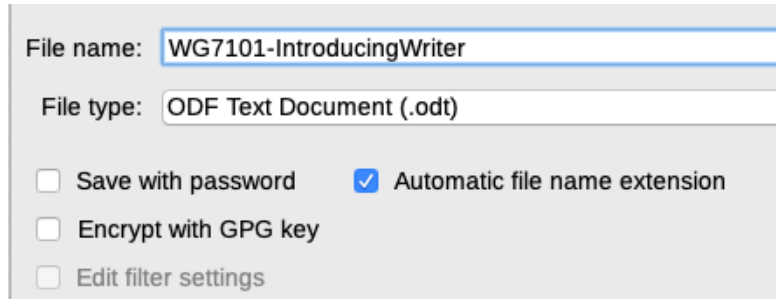 File name: WG7101-IntroducingWriter
File type: ODF Text Document (.odt)
Save with password Automatic file name extension
Encrypt with GPG key
Edit filter settings